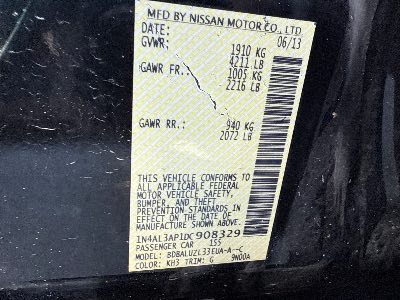 MFD BY NISSAN MOTOR CO., LTD
DATE: 06/13
GVWR: 1910 KG
4211 LB
GAWR FR.: 1005 KG
2216 LB
GAWR RR.: 940 KG
2072 LB
THIS VEHICLE CONFORMS TO
ALL APPLICABLE FEDERAL
MOTOR VEHICLE SAFETY,
BUMPER, AND THEFT
PREVENTION STANDARDS IN
EFFECT ON THE DATE OF
MANUFACTURE SHOWN ABOVE.
1N4AL3AP1DC908329
PASSENGER CAR 155
MODEL: BDBALUZL33EUA-A--C
COLOR: KH3 TRIM: G 9N00A